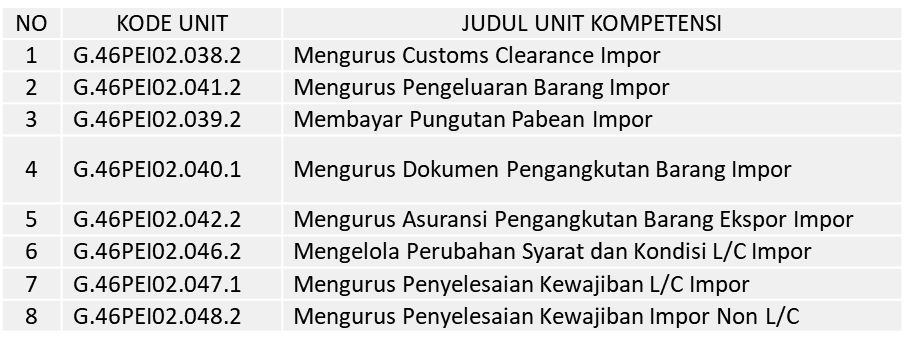 NO KODE UNIT JUDUL UNIT KOMPETENSI
1 G.46PEI02.038.2 Mengurus Customs Clearance Impor
2 G.46PEI02.041.2 Mengurus Pengeluaran Barang Impor
3 G.46PEI02.039.2 Membayar Pungutan Pabean Impor
4 G.46PEI02.040.1 Mengurus Dokumen Pengangkutan Barang Impor
5 G.46PEI02.042.2 Mengurus Asuransi Pengangkutan Barang Ekspor Impor
6 G.46PEI02.046.2 Mengelola Perubahan Syarat dan Kondisi L/C Impor
7 G.46PEI02.047.1 Mengurus Penyelesaian Kewajiban L/C Impor
8 G.46PEI02.048.2 Mengurus Penyelesaian Kewajiban Impor Non L/C